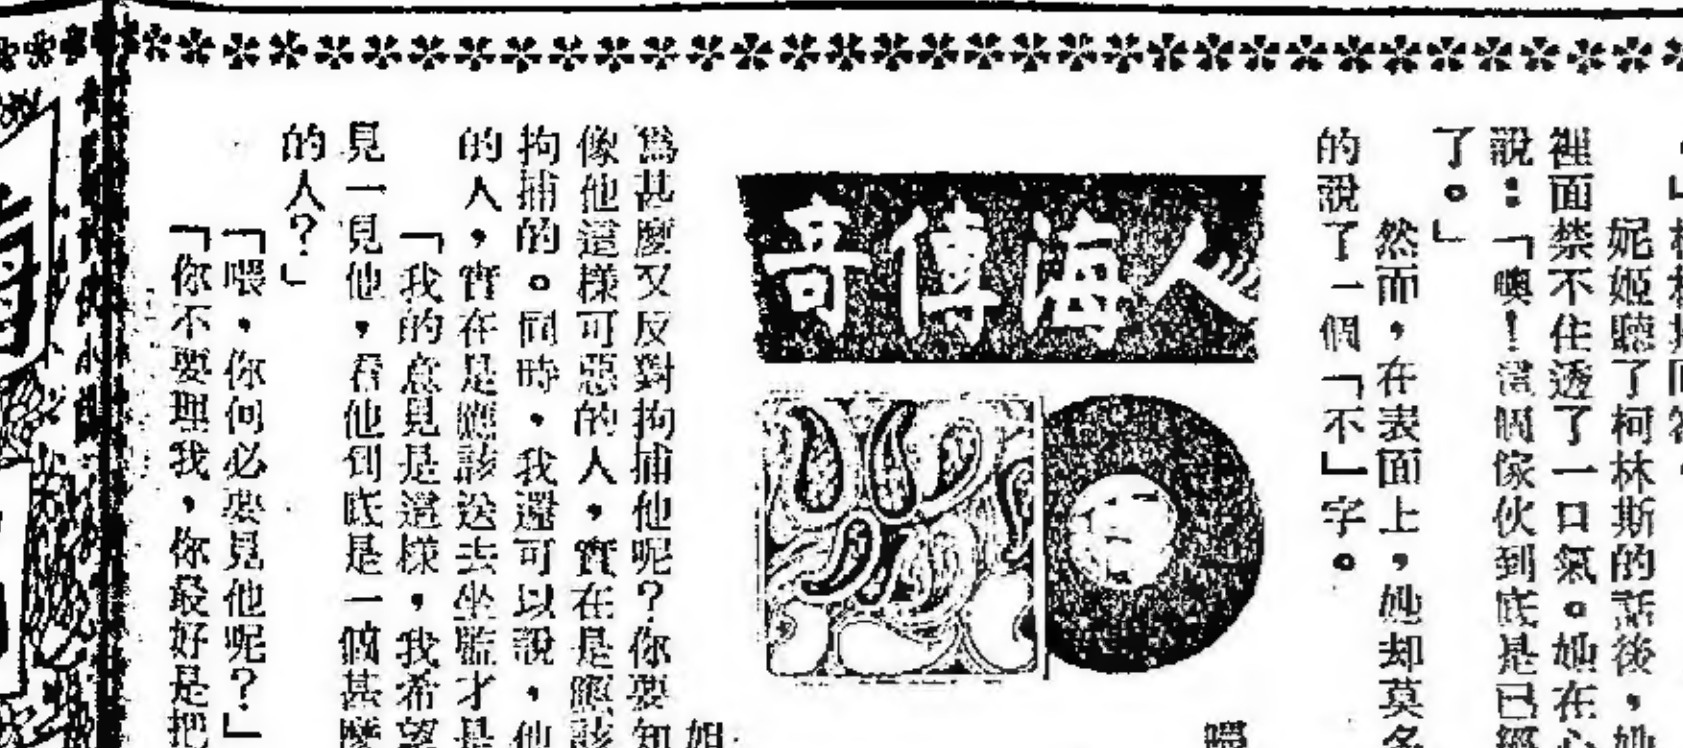 妮姬聽了柯林斯的話後，她
裡面禁不住透了一口氣。她在心
說：「噢！這個傢伙到底是已經
了。」
然而，在表面上，她却莫名
的說了一個「不」字。
人海傳奇
姐
為甚麼又反對拘捕他呢？你要知
像他這樣可惡的人，實在是應該
拘捕的。同時，我還可以說，他
的人，實在是應該送去坐監才是
「我的意見是這樣，我希望
見一見他，看他到底是一個甚麼
的人？」
「喂，你何必要見他呢？」
「你不要理我，你最好是把